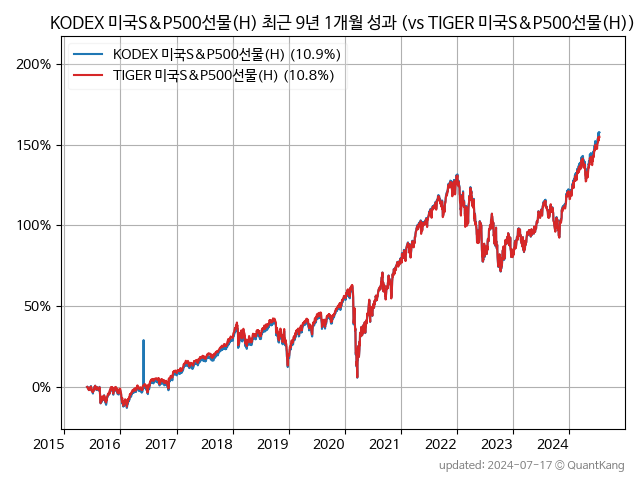 KODEX 미국S&P500선물(H) 최근 9년 1개월 성과 (vs TIGER 미국S&P500선물(H))
KODEX 미국S&P500선물(H) (10.9%)
TIGER 미국S&P500선물(H) (10.8%)
200%
150%
100%
50%
0%
2015 2016 2017 2018 2019 2020 2021 2022 2023 2024
updated: 2024-07-17 © QuantKang